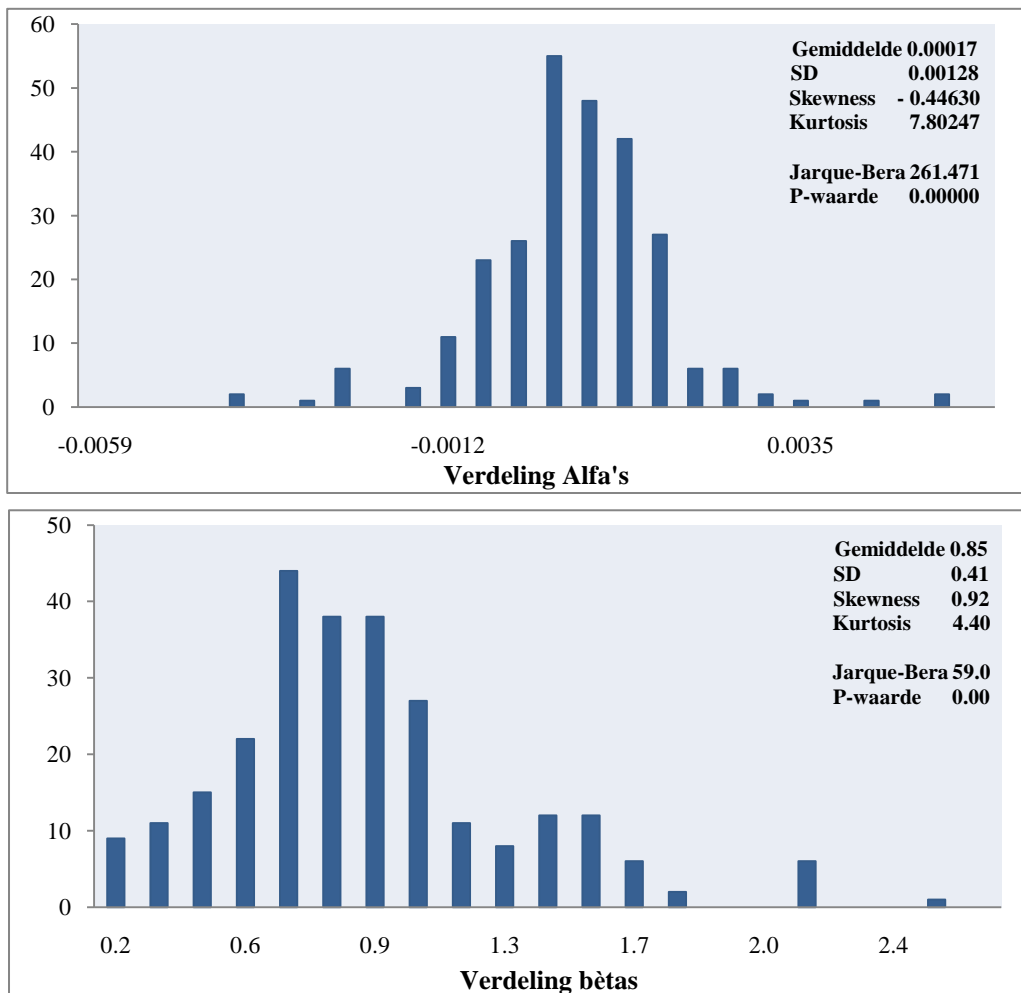 60
50
40
30
20
10
0
Gemiddelde 0.00017
SD 0.00128
Skewness - 0.44630
Kurtosis 7.80247
Jarque-Bera 261.471
P-waarde 0.00000
-0.0059 -0.0012 0.0035
Verdeling Alfa's
50
40
30
20
10
0
Gemiddelde 0.85
SD 0.41
Skewness 0.92
Kurtosis 4.40
Jarque-Bera 59.0
P-waarde 0.00
0.2 0.6 0.9 1.3 1.7 2.0 2.4
Verdeling bètas